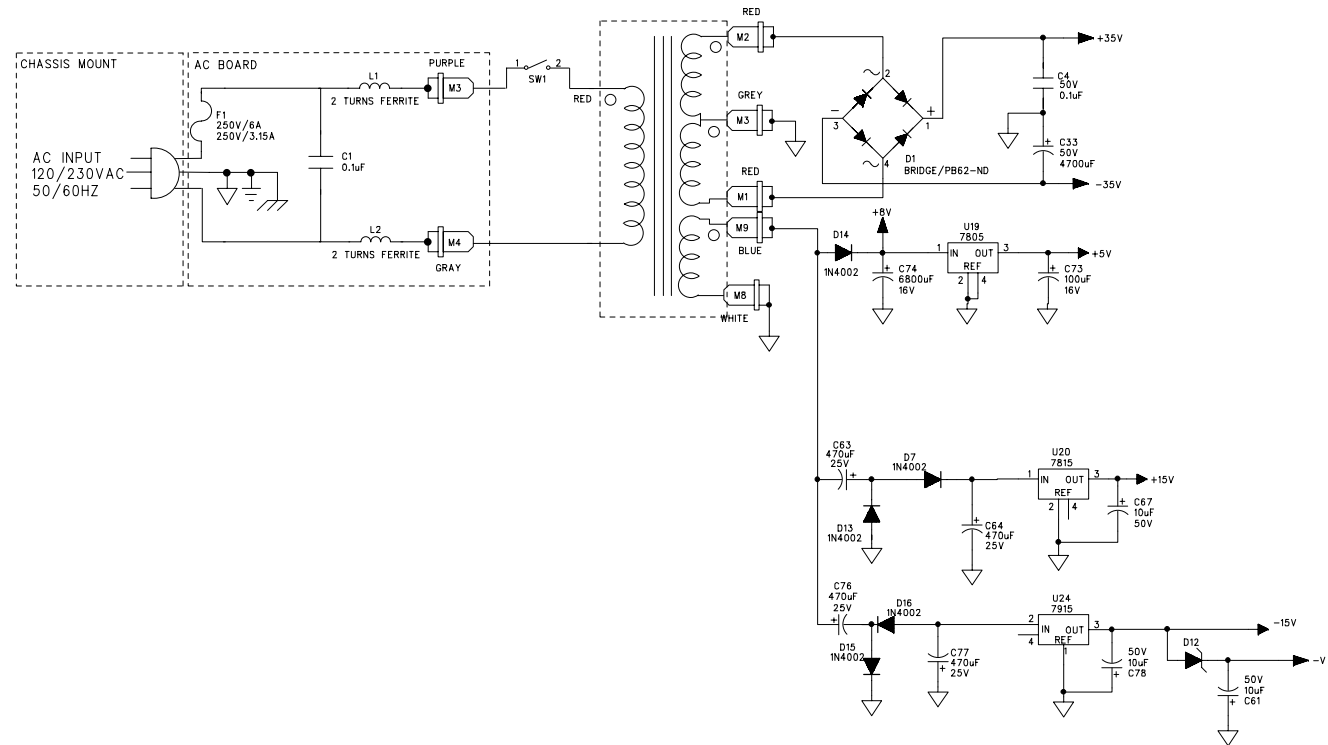 CHASSIS MOUNT
AC INPUT
120/230VAC
50/60HZ
AC BOARD
F1
250V/6A
250V/3.15A
C1
0.1uF
L1
2 TURNS FERRITE
PURPLE
M3
L2
2 TURNS FERRITE
M4
GRAY
1
2
SW1
RED
RED
M2
GREY
M3
RED
M1
M9
BLUE
M8
WHITE
2
+
1
-
3
4
D1
BRIDGE/PB62-ND
+35V
C4
50V
0.1uF
C33
50V
4700uF
-35V
+8V
D14
1N4002
C74
6800uF
16V
U19
7805
1
IN
OUT
3
REF
2
4
+5V
C73
100uF
16V
C63
470uF
25V
+
D7
1N4002
D13
1N4002
C64
470uF
25V
U20
7815
1
IN
OUT
3
REF
2
4
+15V
C67
10uF
50V
C76
470uF
25V
+
D16
1N4002
D15
1N4002
C77
470uF
25V
U24
7915
2
IN
OUT
3
4
REF
1
50V
10uF
C78
-15V
D12
-V
50V
10uF
C61